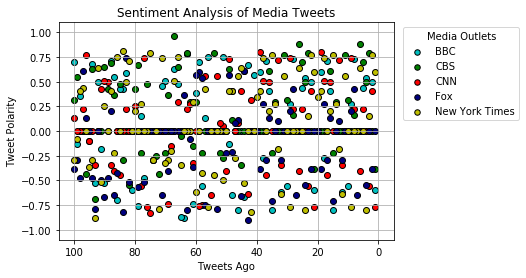 Sentiment Analysis of Media Tweets
1.00
0.75
0.50
0.25
0.00
−0.25
−0.50
−0.75
−1.00
Tweet Polarity
100
80
60
40
20
0
Tweets Ago
Media Outlets
BBC
CBS
CNN
Fox
New York Times